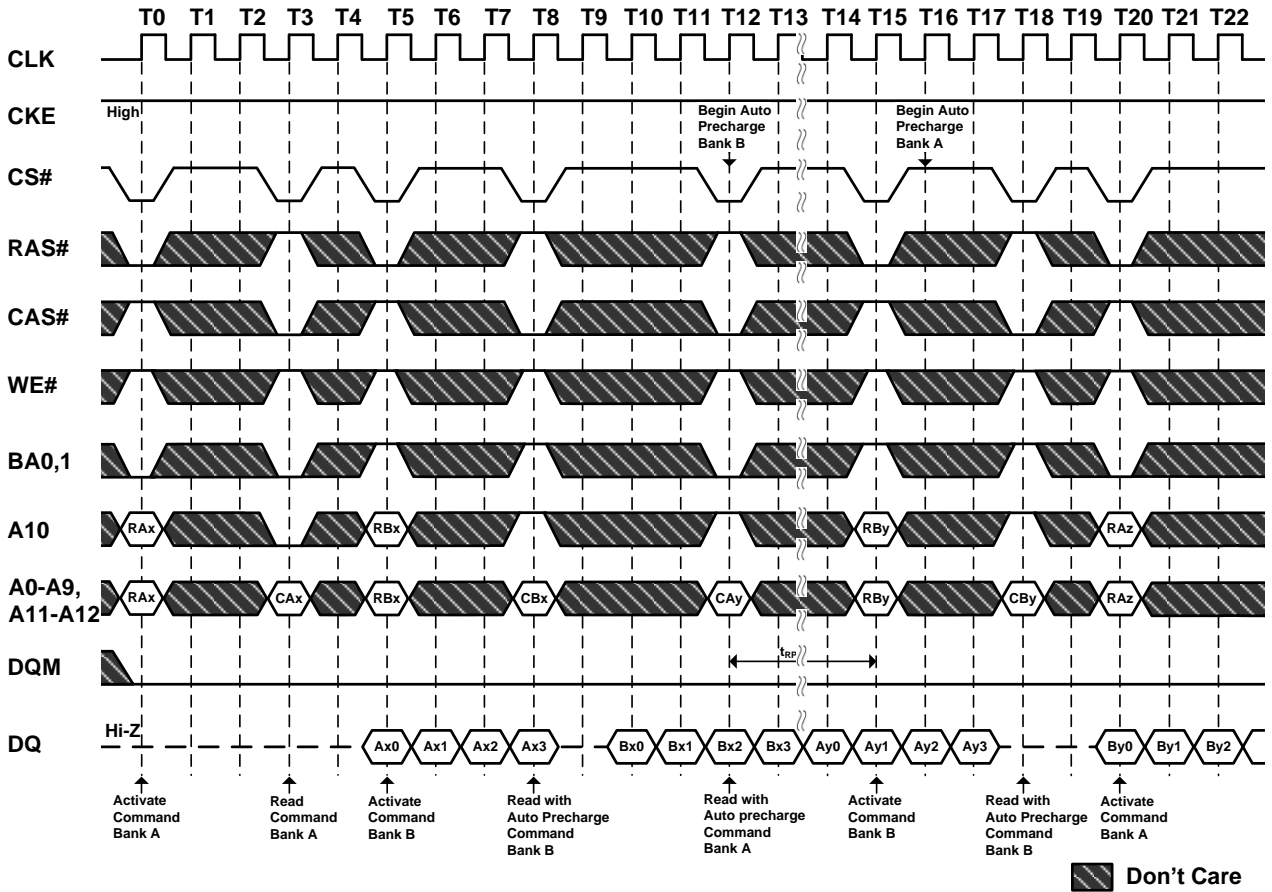 T0 T1 T2 T3 T4 T5 T6 T7 T8 T9 T10 T11 T12 T13 T14 T15 T16 T17 T18 T19 T20 T21 T22
CLK
CKE
High
Begin Auto
Precharge
Bank B
Begin Auto
Precharge
Bank A
CS#
RAS#
CAS#
WE#
BA0,1
A10
RAx RBx RBy RAz
A0-A9,
A11-A12
RAx CAx RBx CBx CAy RBy CBy RAz
DQM
tRP
DQ
Hi-Z
Ax0 Ax1 Ax2 Ax3 Bx0 Bx1 Bx2 Bx3 Ay0 Ay1 Ay2 Ay3 By0 By1 By2
Activate
Command
Bank A
Read
Command
Bank A
Activate
Command
Bank B
Read with
Auto Precharge
Command
Bank B
Read with
Auto precharge
Command
Bank A
Activate
Command
Bank B
Read with
Auto Precharge
Command
Bank B
Activate
Command
Bank A
Don't Care